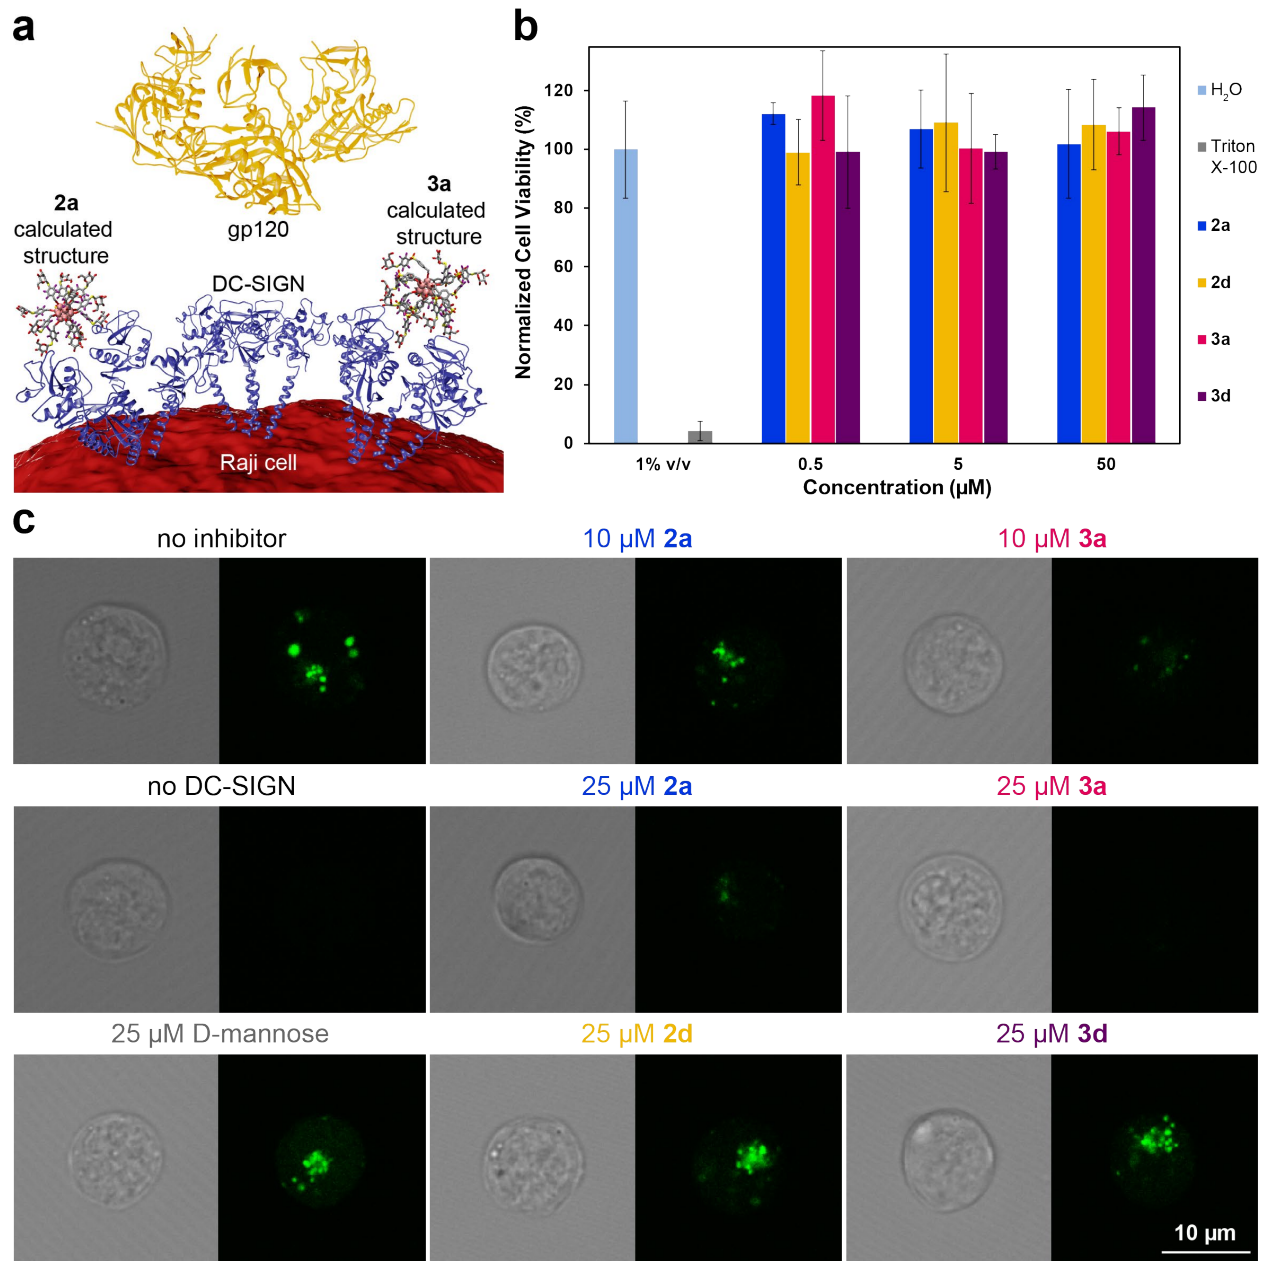 a
2a
calculated
structure
gp120
3a
calculated
structure
DC-SIGN
Raji cell
b
Normalized Cell Viability (%)
120
100
80
60
40
20
0
1% v/v
0.5
5
50
Concentration (µM)
H₂O
Triton
X-100
2a
2d
3a
3d
c
no inhibitor
10 µM 2a
10 µM 3a
no DC-SIGN
25 µM 2a
25 µM 3a
25 µM D-mannose
25 µM 2d
25 µM 3d
10 µm